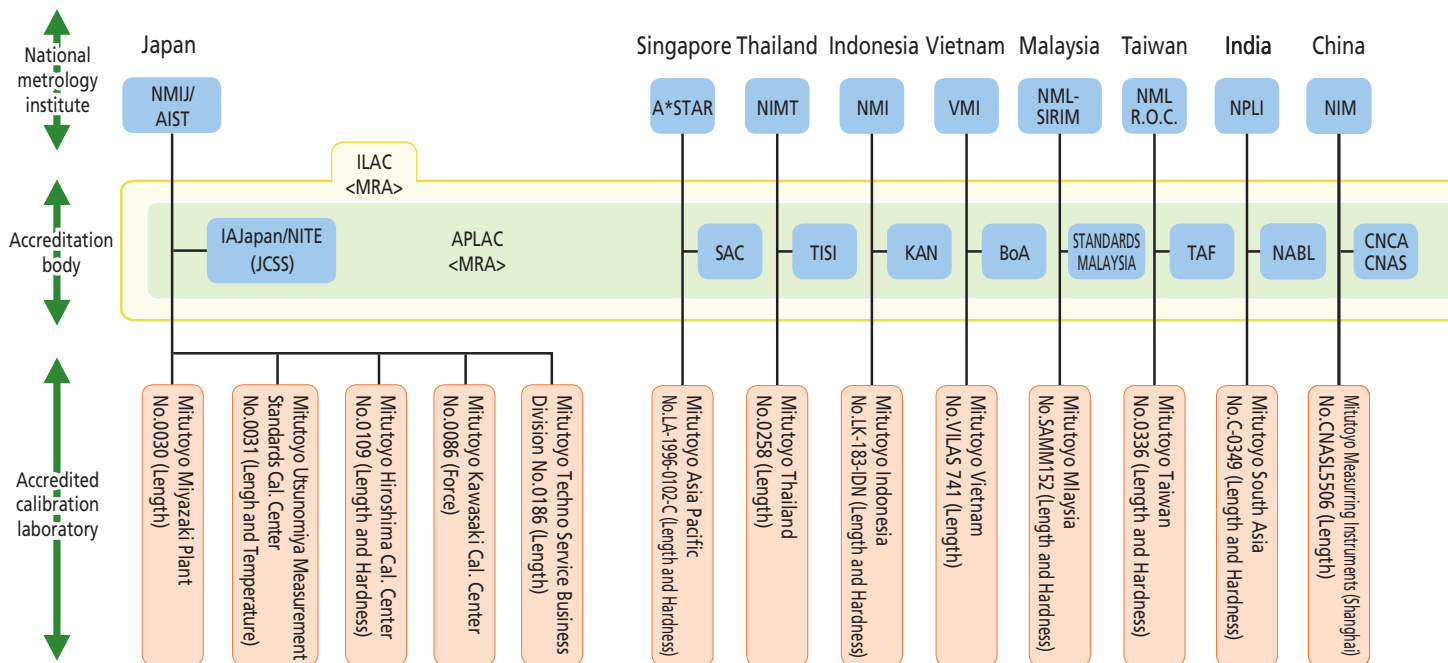 National
metrology
institute
Japan
Singapore
Thailand
Indonesia
Vietnam
Malaysia
Taiwan
India
China
NMIJ/
AIST
A*STAR
NIMT
NMI
VMI
NML-
SIRIM
NML
R.O.C.
NPLI
NIM
ILAC
<MRA>
Accreditation
body
IAJapan/NITE
(JCSS)
APLAC
<MRA>
SAC
TISI
KAN
BoA
STANDARDS
MALAYSIA
TAF
NABL
CNCA
CNAS
Accredited
calibration
laboratory
Mitutoyo Miyazaki Plant
No.0030 (Length)
Mitutoyo Utsunomiya Measurement
Standards Cal. Center
No.0031 (Lengh and Temperature)
Mitutoyo Hiroshima Cal. Center
No.0109 (Length and Hardness)
Mitutoyo Kawasaki Cal. Center
No.0086 (Force)
Mitutoyo Techno Service Business
Division No.0186 (Length)
Mitutoyo Asia Pacific
No.LA-1996-0102-C (Length and Hardness)
Mitutoyo Thailand
No.0258 (Length)
Mitutoyo Indonesia
No.LK-183-IDN (Length and Hardness)
Mitutoyo Vietnam
No.VILAS 741 (Length)
Mitutoyo Mlaysia
No.SAMM152 (Length and Hardness)
Mitutoyo Taiwan
No.0336 (Length and Hardness)
Mitutoyo South Asia
No.C-0349 (Length and Hardness)
Mitutoyo Measurring Instruments (Shanghai)
No.CNASL5506 (Length)